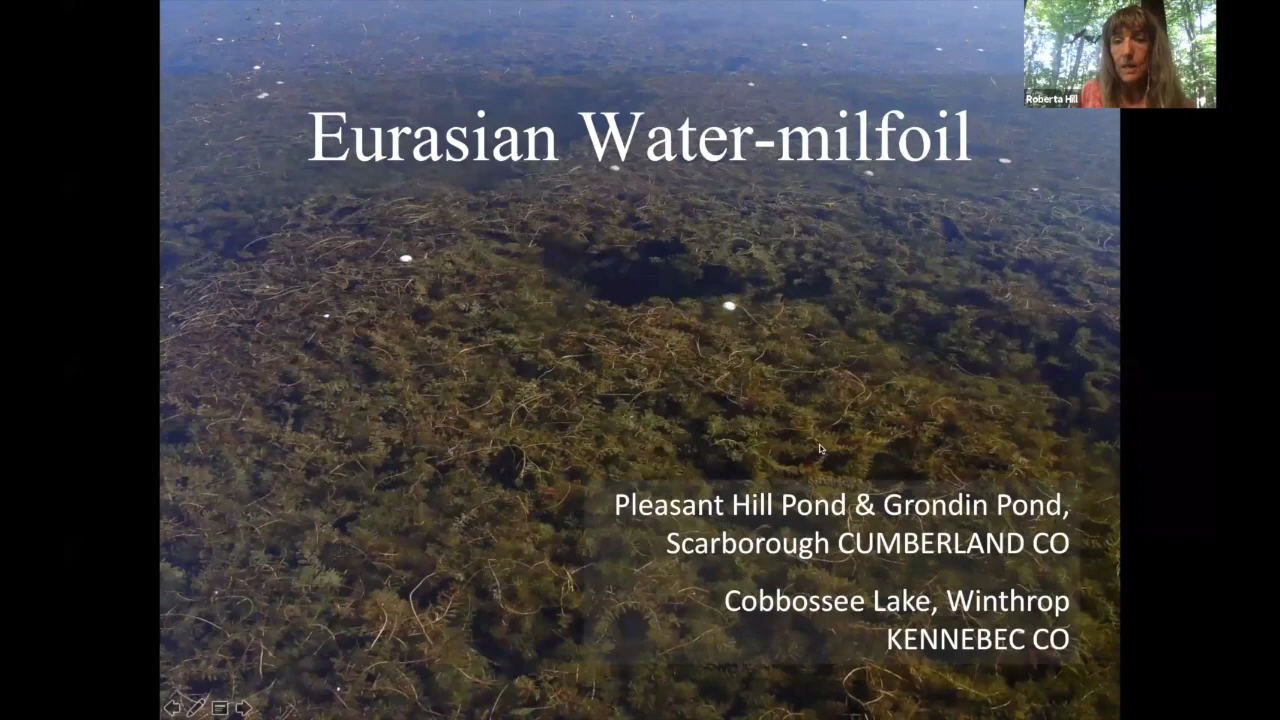 Roberta Hill
Eurasian Water-milfoil
Pleasant Hill Pond & Grondin Pond,
Scarborough CUMBERLAND CO
Cobbossee Lake, Winthrop
KENNEBEC CO